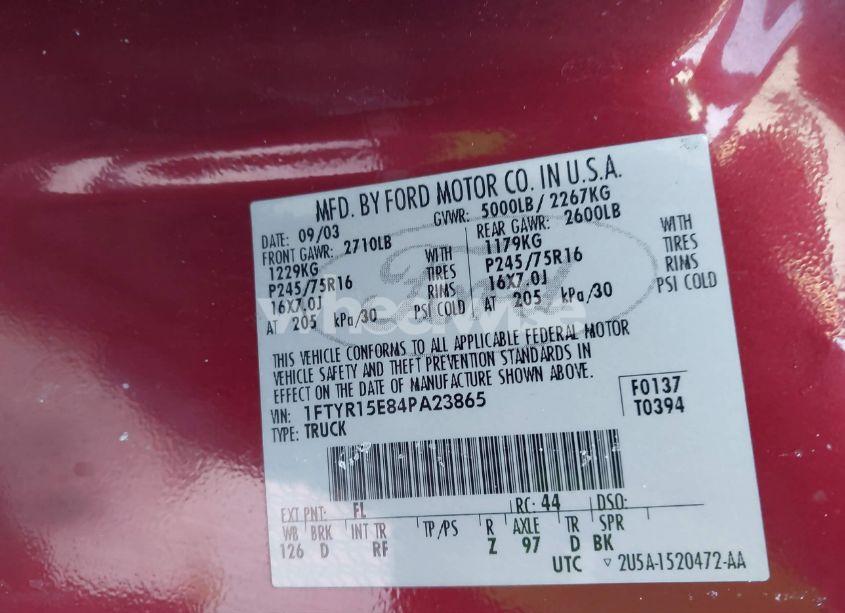 MFD. BY FORD MOTOR CO. IN U.S.A.
DATE: 09/03 GVWR: 5000LB/ 2267KG
FRONT GAWR: 2710LB REAR GAWR: 2600LB
1229KG WITH 1179KG WITH
P245/75R16 TIRES P245/75R16 TIRES
16X7.0J RIMS 16X7.0J RIMS
AT 205 kPa/30 PSI COLD AT 205 kPa/30 PSI COLD
THIS VEHICLE CONFORMS TO ALL APPLICABLE FEDERAL MOTOR
VEHICLE SAFETY AND THEFT PREVENTION STANDARDS IN
EFFECT ON THE DATE OF MANUFACTURE SHOWN ABOVE.
VIN: 1FTYR15E84PA23865 F0137
TYPE: TRUCK T0394
EXT PNT: FL RC: 44 DSO:
WB BRK INT TR TP/PS R AXLE TR SPR
126 D RF Z 97 D BK
UTC ▽ 2U5A-1520472-AA